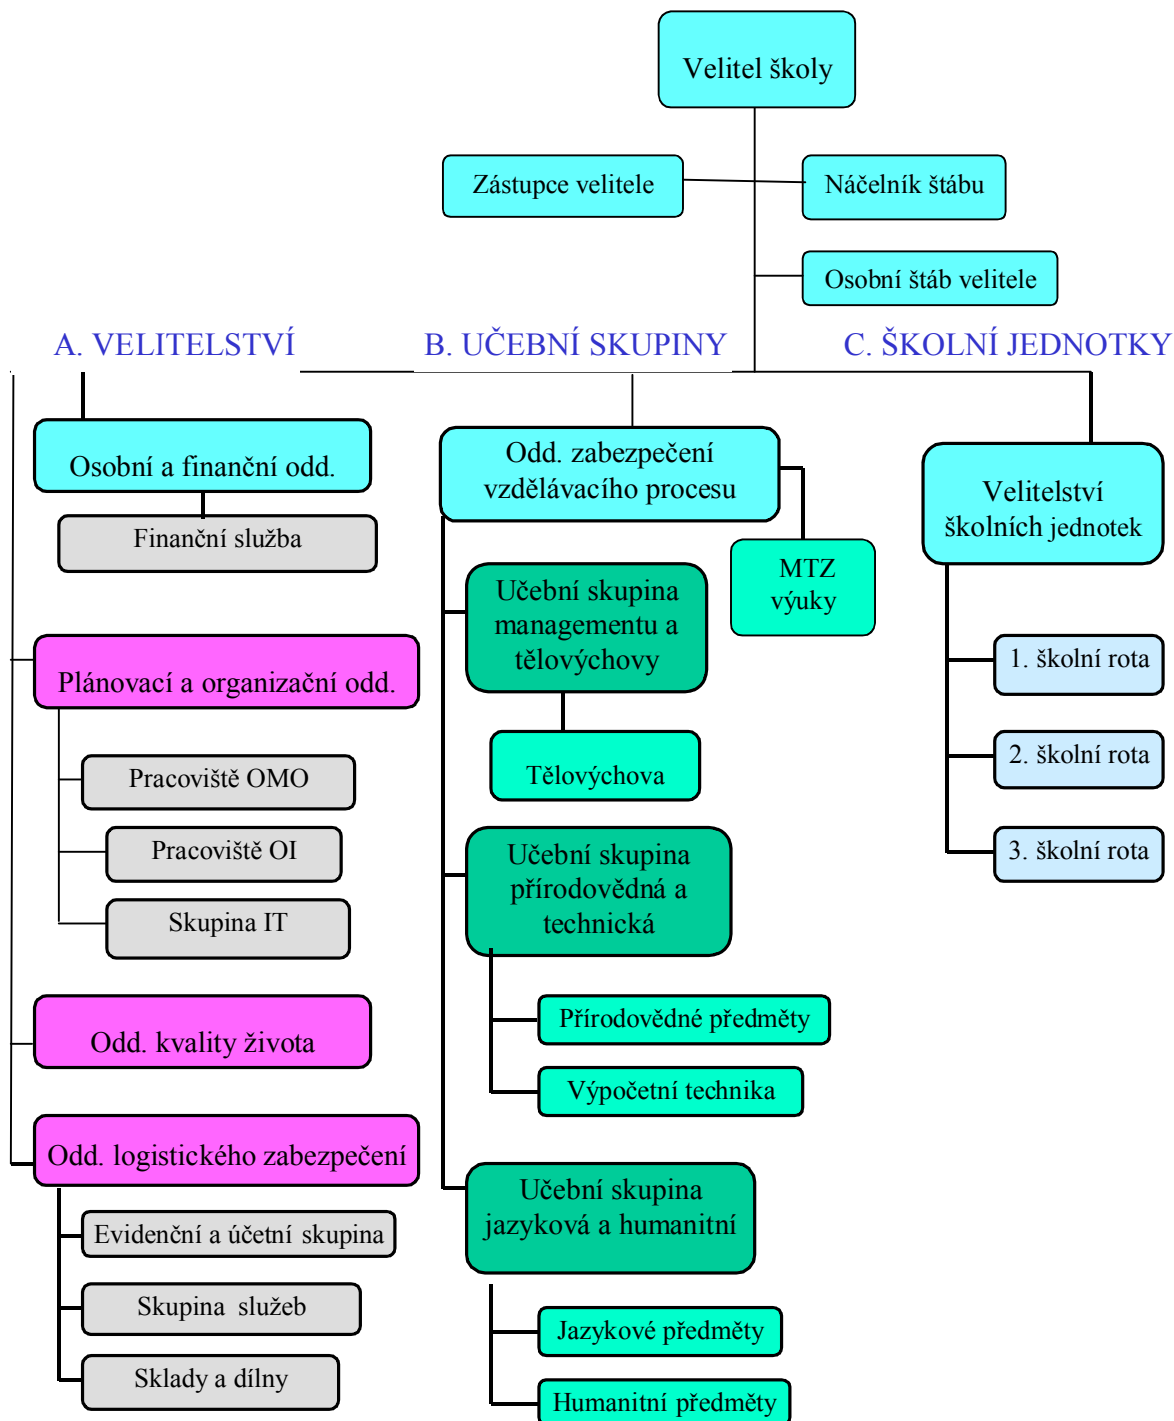 Velitel školy
Zástupce velitele
Náčelník štábu
Osobní štáb velitele
A. VELITELSTVÍ
B. UČEBNÍ SKUPINY
C. ŠKOLNÍ JEDNOTKY
Osobní a finanční odd.
Finanční služba
Plánovací a organizační odd.
Pracoviště OMO
Pracoviště OI
Skupina IT
Odd. kvality života
Odd. logistického zabezpečení
Evidenční a účetní skupina
Skupina služeb
Sklady a dílny
Odd. zabezpečení
vzdělávacího procesu
MTZ
výuky
Učební skupina
managementu a
tělovýchovy
Tělovýchova
Učební skupina
přírodovědná a
technická
Přírodovědné předměty
Výpočetní technika
Učební skupina
jazyková a humanitní
Jazykové předměty
Humanitní předměty
Velitelství
školních jednotek
1. školní rota
2. školní rota
3. školní rota